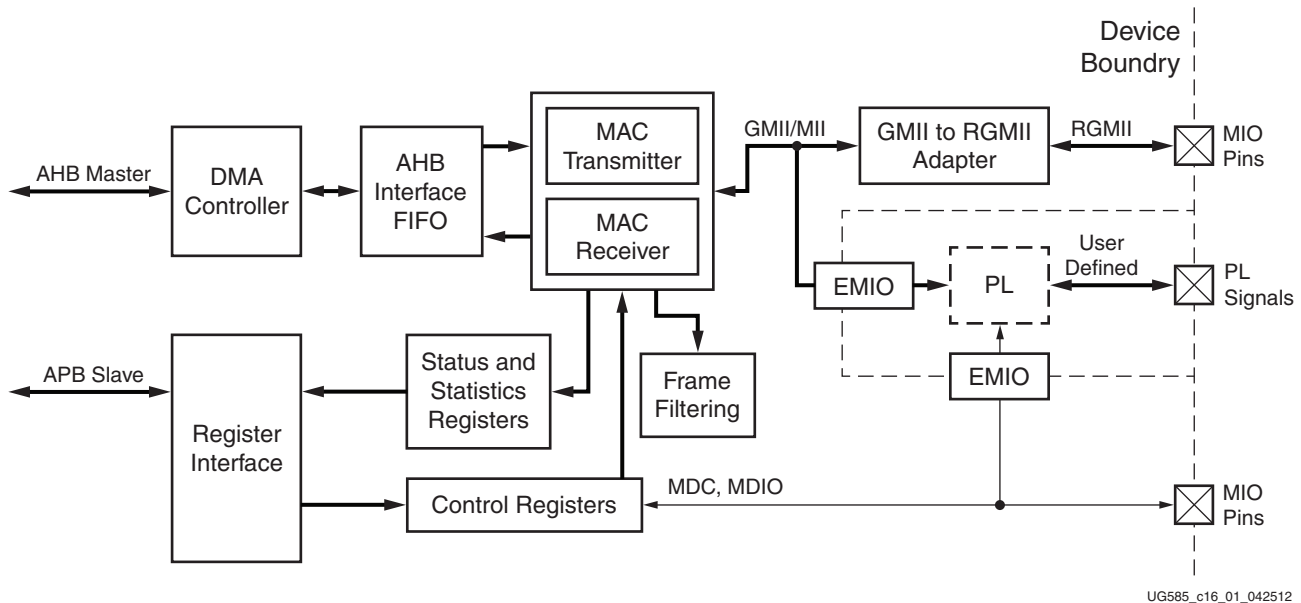 Device
Boundry
AHB Master
DMA
Controller
AHB
Interface
FIFO
MAC
Transmitter
MAC
Receiver
GMII/MII
GMII to RGMII
Adapter
RGMII
MIO
Pins
EMIO
PL
User
Defined
PL
Signals
EMIO
APB Slave
Register
Interface
Status and
Statistics
Registers
Frame
Filtering
Control Registers
MDC, MDIO
MIO
Pins
UG585_c16_01_042512